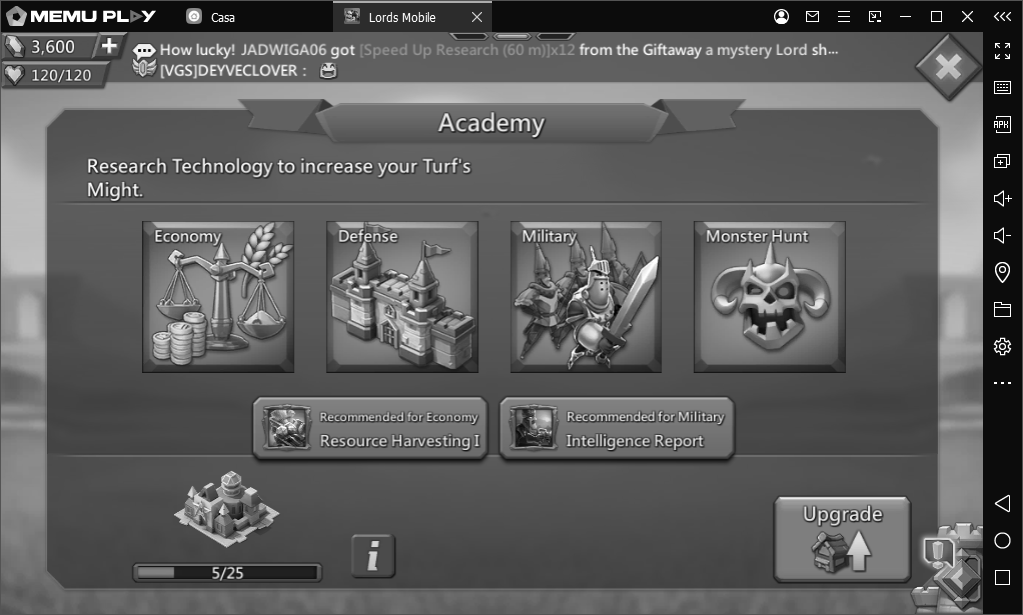 MEMU PLAY
Casa
Lords Mobile
3,600
120/120
How lucky! JADWIGA06 got [Speed Up Research (60 m)]x12 from the Giftaway a mystery Lord sh...
[VGS]DEYVECLOVER :
Academy
Research Technology to increase your Turf's
Might.
Economy
Defense
Military
Monster Hunt
Recommended for Economy
Resource Harvesting I
Recommended for Military
Intelligence Report
5/25
i
Upgrade
APK